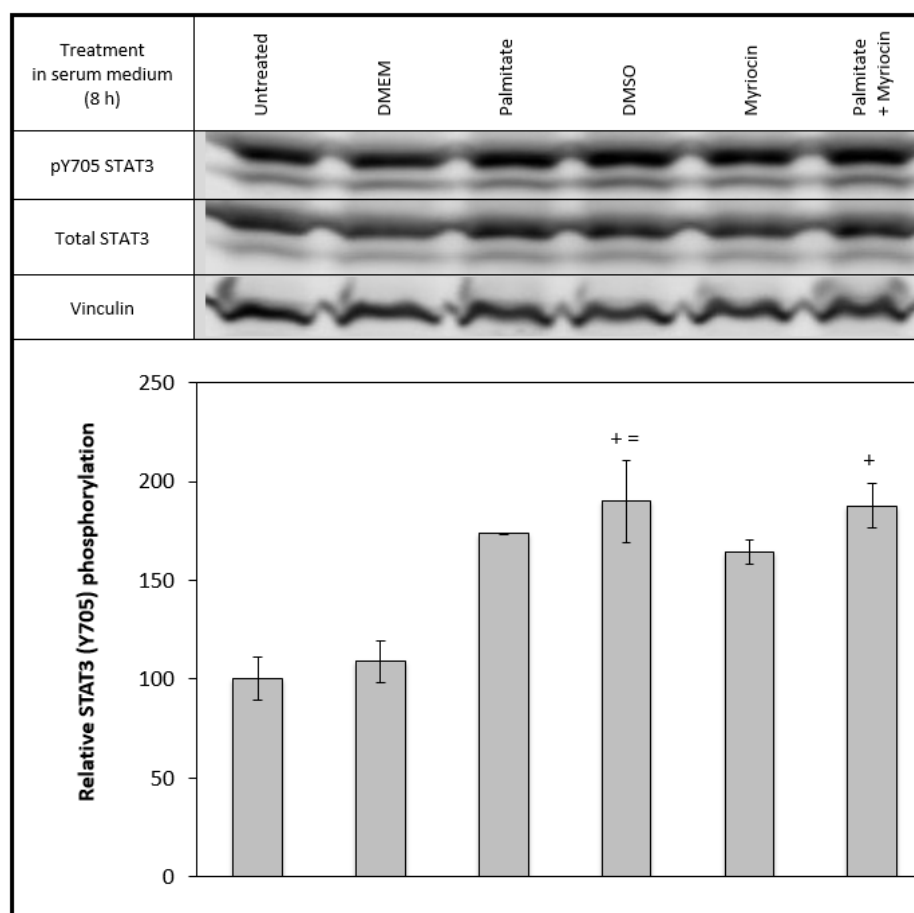 Treatment
in serum medium
(8 h)
Untreated
DMEM
Palmitate
DMSO
Myriocin
Palmitate
+ Myriocin
pY705 STAT3
Total STAT3
Vinculin
Relative STAT3 (Y705) phosphorylation
250
200
150
100
50
0
+ =
+